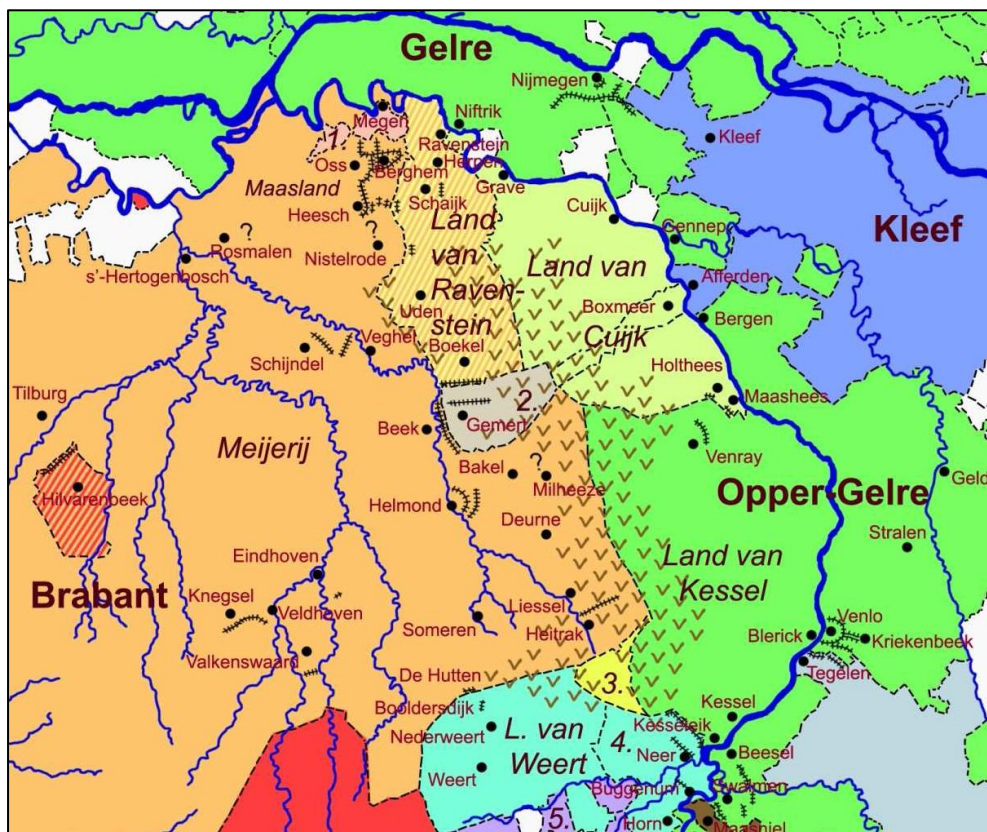 Gelre
Nijmegen
Megen
Niftrik
1.
Ravenstein
Kleef
Oss
Berghem
Herpen
Maasland
Schaijk
Grave
Heesch
Land
van
Raven-
stein
Cuijk
Kleef
?
Rosmalen
?
Gennep
Nistelrode
s'-Hertogenbosch
Land van
Cuijk
Afferden
Uden
Boxmeer
Bergen
Schijndel
Veghel
Boekel
Holthees
Tilburg
2.
Maashees
Gemert
Beek
Meijerij
Venray
Bakel
?
Milheeze
Geld
Hilvarenbeek
Opper-Gelre
Helmond
Deurne
Stralen
Land van
Kessel
Eindhoven
Brabant
Knegsel
Veldhoven
Liessel
Someren
Heitrak
Venlo
Blerick
Kriekenbeek
Valkenswaard
Tegelen
De Hutten
3.
Booldersdijk
Kessel
L. van
Weert
Kesseleik
Nederweert
4.
Neer
Beesel
Weert
Buggenum
Swalmen
5.
Horn
Maasniel